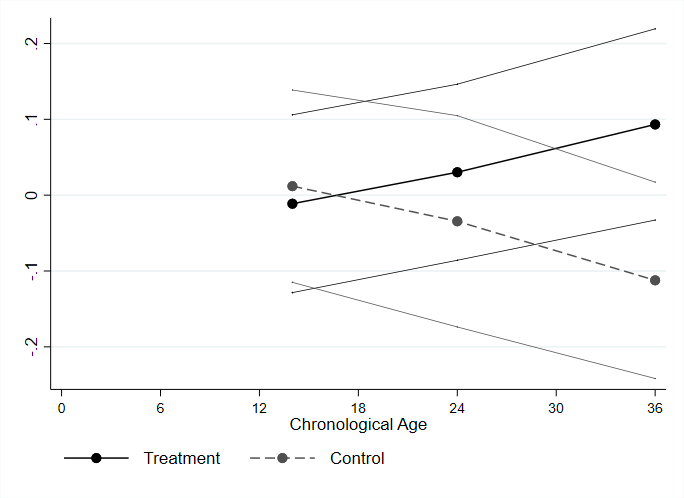 .2
.1
0
-.1
-.2
0 6 12 18 24 30 36
Chronological Age
Treatment Control